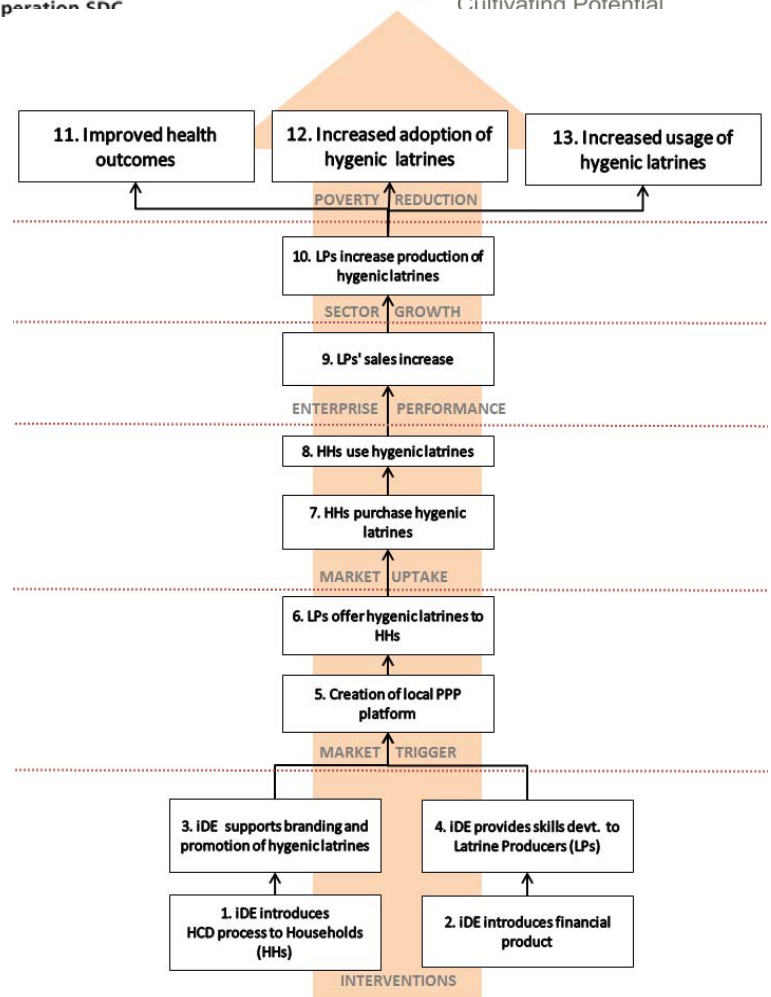 peration SDC
Cultivating Potential
11. Improved health
outcomes
12. Increased adoption of
hygenic latrines
13. Increased usage of
hygenic latrines
POVERTY REDUCTION
10. LPs increase production of
hygenic latrines
SECTOR GROWTH
9. LPs' sales increase
ENTERPRISE PERFORMANCE
8. HHs use hygenic latrines
7. HHs purchase hygenic
latrines
MARKET UPTAKE
6. LPs offer hygenic latrines to
HHs
5. Creation of local PPP
platform
MARKET TRIGGER
3. iDE supports branding and
promotion of hygenic latrines
4. iDE provides skills devt. to
Latrine Producers (LPs)
1. iDE introduces
HCD process to Households
(HHs)
2. iDE introduces financial
product
INTERVENTIONS